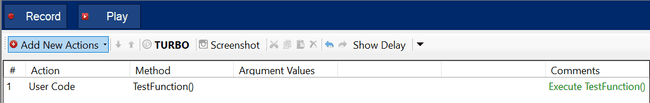 Record Play
Add New Actions TURBO Screenshot Show Delay
# Action Method Argument Values Comments
1 User Code TestFunction() Execute TestFunction()